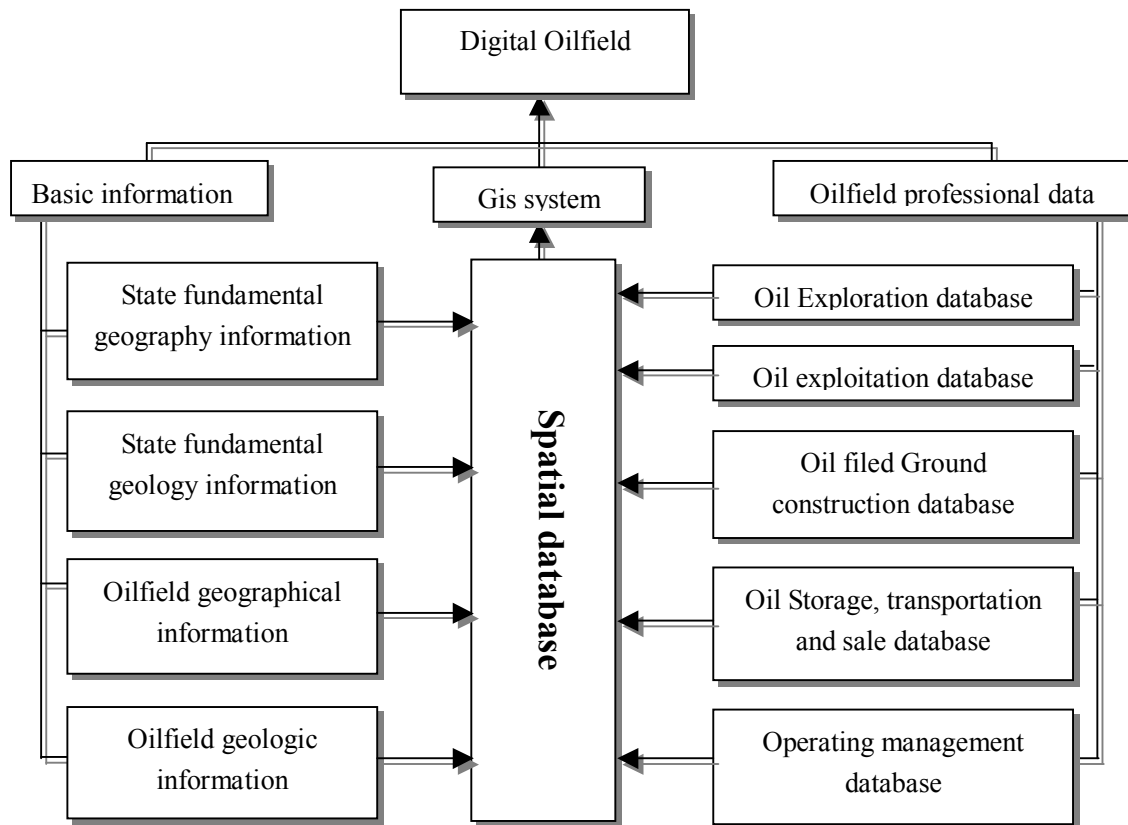 Digital Oilfield
Basic information
Gis system
Oilfield professional data
State fundamental
geography information
State fundamental
geology information
Oilfield geographical
information
Oilfield geologic
information
Spatial database
Oil Exploration database
Oil exploitation database
Oil filed Ground
construction database
Oil Storage, transportation
and sale database
Operating management
database